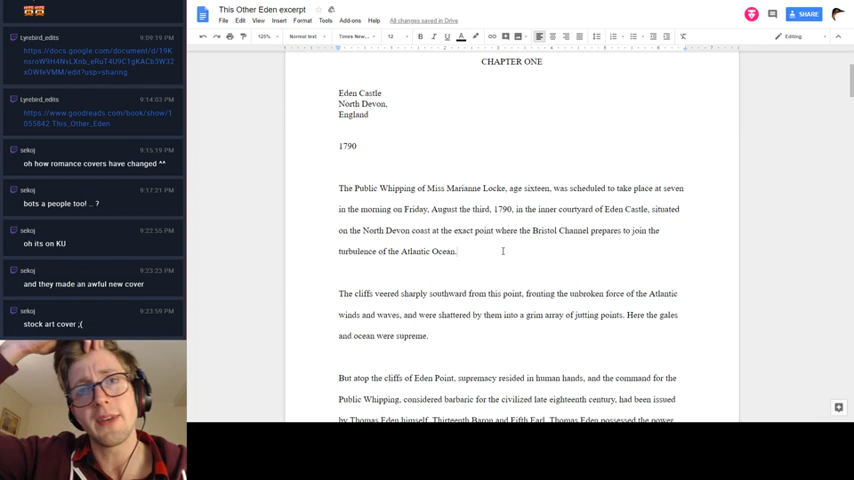 9:09:19 PM
Lyrebird_edits
https://docs.google.com/document/d/19K
nsroW9H4NvLXnb_eRu3U9C1gKACb3W32
xOWfeVMM/edit?usp=sharing
Lyrebird_edits
9:14:03 PM
https://www.goodreads.com/book/show/1
055842.This_Other_Eden
sekoj
9:15:19 PM
oh how romance covers have changed ^^
sekoj
9:17:21 PM
bots a people too! .. ?
sekoj
9:22:55 PM
oh its on KU
sekoj
9:23:23 PM
and they made an awful new cover
sekoj
9:23:59 PM
stock art cover ;(
This Other Eden excerpt
File Edit View Insert Format Tools Add-ons Help All changes saved in Drive
SHARE
125% Normal text Times New... 12 Editing
CHAPTER ONE
Eden Castle
North Devon,
England
1790
The Public Whipping of Miss Marianne Locke, age sixteen, was scheduled to take place at seven
in the morning on Friday, August the third, 1790, in the inner courtyard of Eden Castle, situated
on the North Devon coast at the exact point where the Bristol Channel prepares to join the
turbulence of the Atlantic Ocean.
The cliffs veered sharply southward from this point, fronting the unbroken force of the Atlantic
winds and waves, and were shattered by them into a grim array of jutting points. Here the gales
and ocean were supreme.
But atop the cliffs of Eden Point, supremacy resided in human hands, and the command for the
Public Whipping, considered barbaric for the civilized late eighteenth century, had been issued
by Thomas Eden himself, Thirteenth Baron and Fifth Earl. Thomas Eden possessed the power